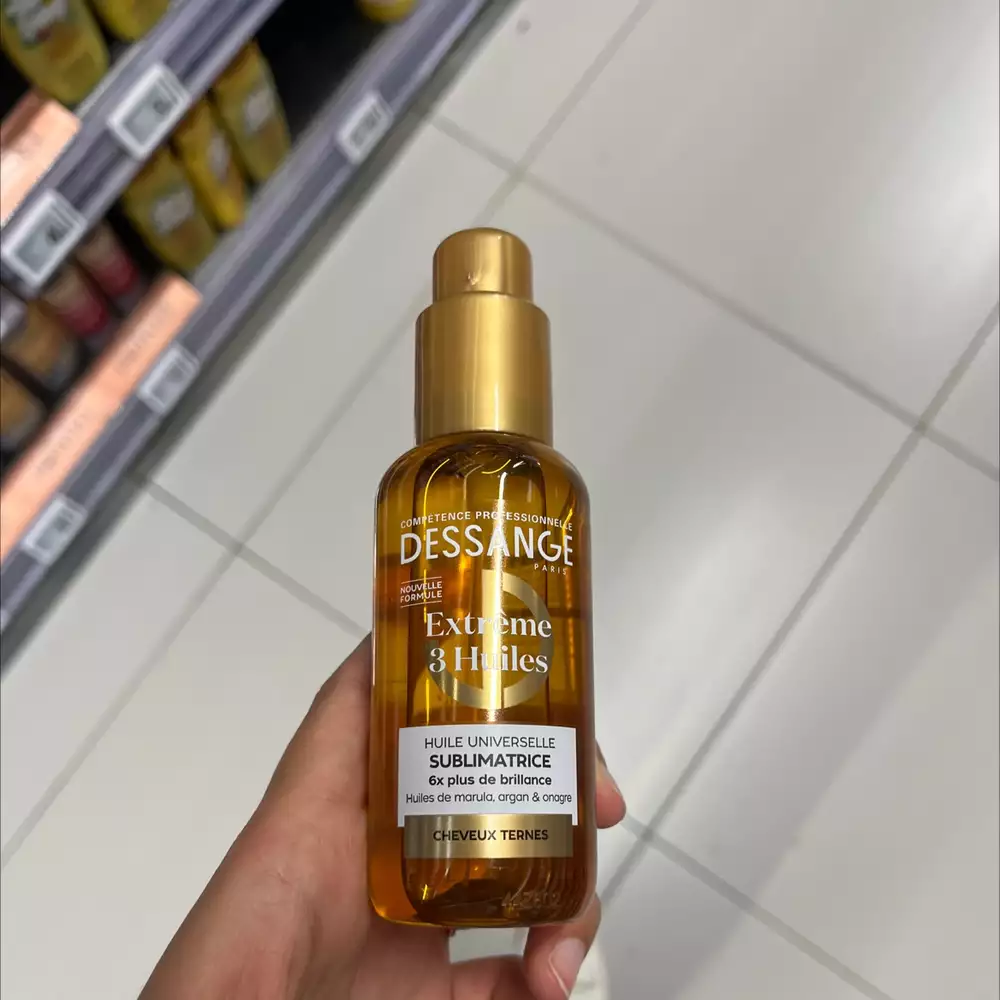 COMPÉTENCE PROFESSIONNELLE
DESSANGE
PARIS
NOUVELLE
FORMULE
Extrême
3 Huiles
HUILE UNIVERSELLE
SUBLIMATRICE
6x plus de brillance
Huiles de marula, argan & onagre
CHEVEUX TERNES